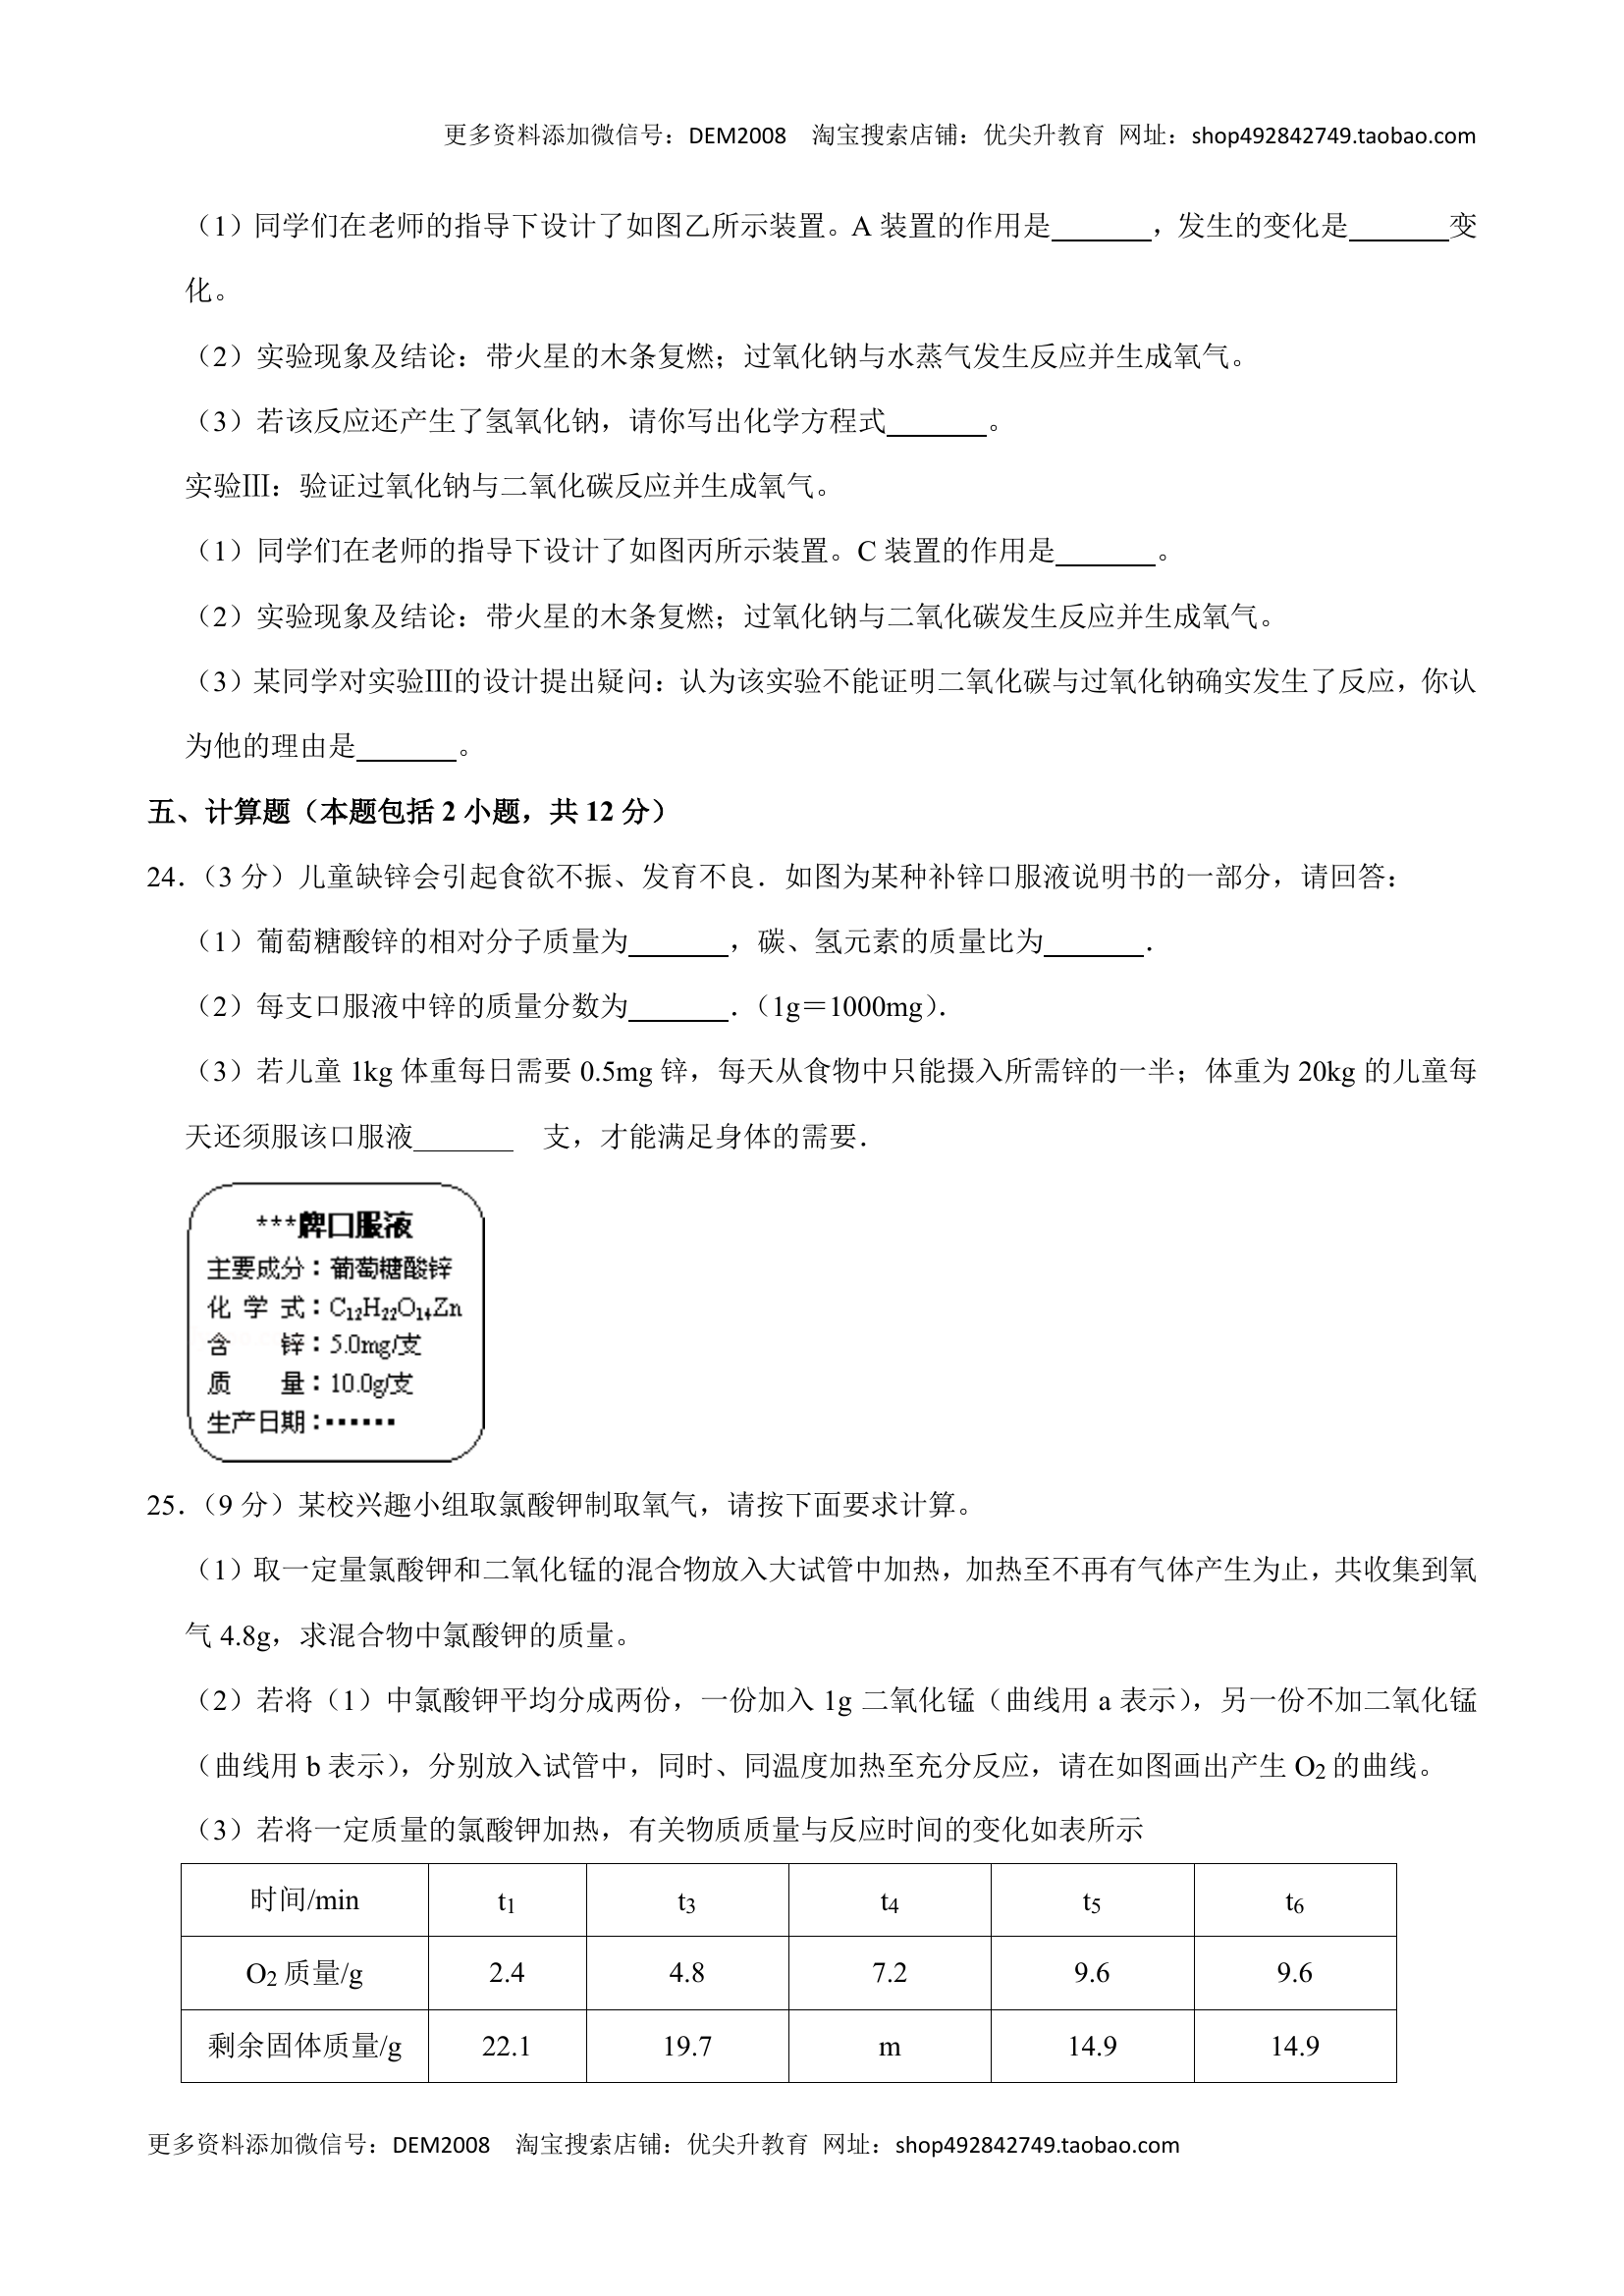 更多资料添加微信号：DEM2008 淘宝搜索店铺：优尖升教育 网址：shop492842749.taobao.com
（1）同学们在老师的指导下设计了如图乙所示装置。A 装置的作用是_______，发生的变化是_______变
化。
（2）实验现象及结论：带火星的木条复燃；过氧化钠与水蒸气发生反应并生成氧气。
（3）若该反应还产生了氢氧化钠，请你写出化学方程式_______。
实验Ⅲ：验证过氧化钠与二氧化碳反应并生成氧气。
（1）同学们在老师的指导下设计了如图丙所示装置。C 装置的作用是_______。
（2）实验现象及结论：带火星的木条复燃；过氧化钠与二氧化碳发生反应并生成氧气。
（3）某同学对实验Ⅲ的设计提出疑问：认为该实验不能证明二氧化碳与过氧化钠确实发生了反应，你认
为他的理由是_______。
五、计算题（本题包括 2 小题，共 12 分）
24．（3 分）儿童缺锌会引起食欲不振、发育不良．如图为某种补锌口服液说明书的一部分，请回答：
（1）葡萄糖酸锌的相对分子质量为_______，碳、氢元素的质量比为_______．
（2）每支口服液中锌的质量分数为_______．（1g＝1000mg）．
（3）若儿童 1kg 体重每日需要 0.5mg 锌，每天从食物中只能摄入所需锌的一半；体重为 20kg 的儿童每
天还须服该口服液_______ 支，才能满足身体的需要．
***牌口服液
主要成分：葡萄糖酸锌
化 学 式：C₁₂H₂₂O₁₄Zn
含 锌：5.0mg/支
质 量：10.0g/支
生产日期：▪▪▪▪▪▪
25．（9 分）某校兴趣小组取氯酸钾制取氧气，请按下面要求计算。
（1）取一定量氯酸钾和二氧化锰的混合物放入大试管中加热，加热至不再有气体产生为止，共收集到氧
气 4.8g，求混合物中氯酸钾的质量。
（2）若将（1）中氯酸钾平均分成两份，一份加入 1g 二氧化锰（曲线用 a 表示），另一份不加二氧化锰
（曲线用 b 表示），分别放入试管中，同时、同温度加热至充分反应，请在如图画出产生 O₂ 的曲线。
（3）若将一定质量的氯酸钾加热，有关物质质量与反应时间的变化如表所示
时间/min t₁ t₃ t₄ t₅ t₆
O₂ 质量/g 2.4 4.8 7.2 9.6 9.6
剩余固体质量/g 22.1 19.7 m 14.9 14.9
更多资料添加微信号：DEM2008 淘宝搜索店铺：优尖升教育 网址：shop492842749.taobao.com